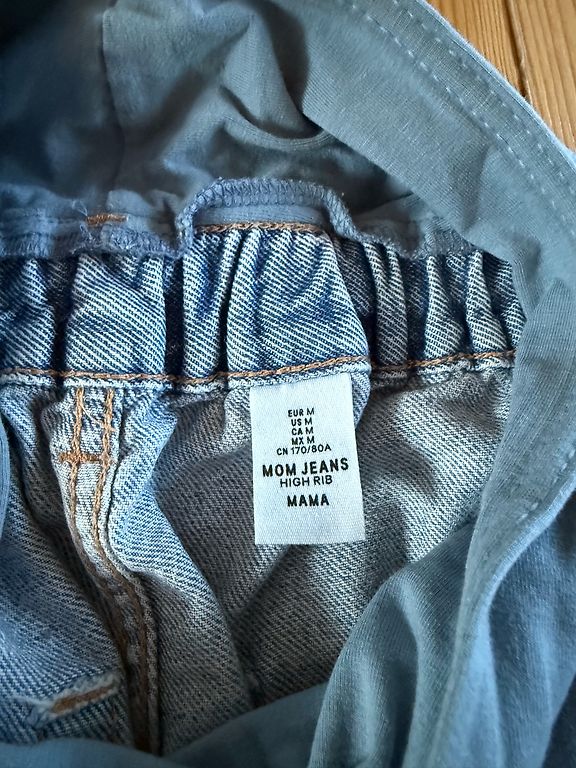 EUR M
US M
CA M
MX M
CN 170/80A
MOM JEANS
HIGH RIB
MAMA